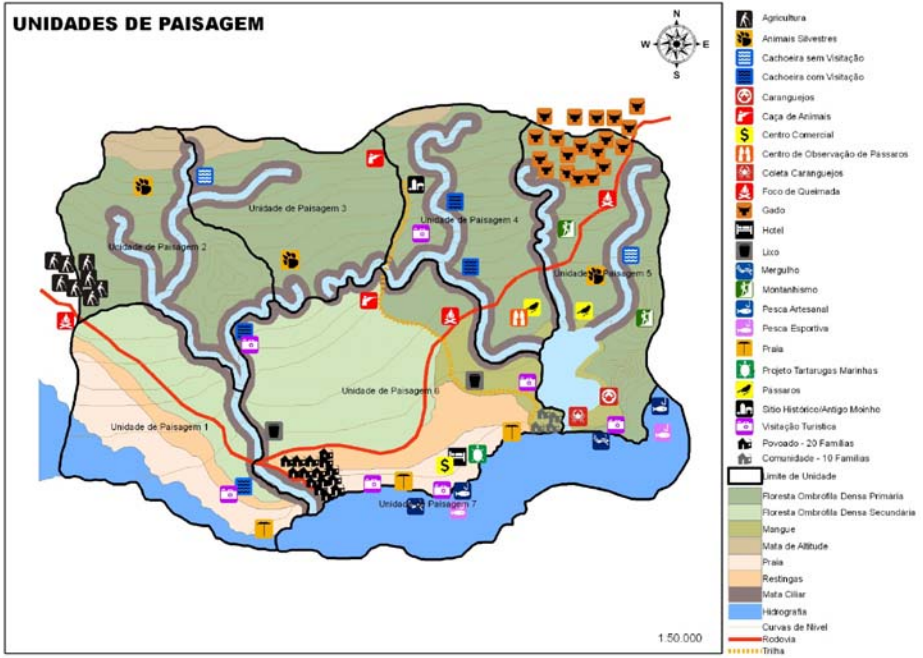 UNIDADES DE PAISAGEM
N
W
E
S
Unidade de Paisagem 3
Unidade de Paisagem 4
Unidade de Paisagem 2
Unidade de Paisagem 5
Unidade de Paisagem 6
Unidade de Paisagem 1
$
Unidade de Paisagem 7
1:50.000
Agricultura
Animais Silvestres
Cachoeira sem Visitação
Cachoeira com Visitação
Caranguejos
Caça de Animais
$ Centro Comercial
Centro de Observação de Pássaros
Coleta Caranguejos
Foco de Queimada
Gado
Hotel
Lixo
Mergulho
Montanhismo
Pesca Artesanal
Pesca Esportiva
Praia
Projeto Tartarugas Marinhas
Pássaros
Sítio Histórico/Antigo Moinho
Visitação Turística
Povoado - 20 Famílias
Comunidade - 10 Famílias
Limite de Unidade
Floresta Ombrófila Densa Primária
Floresta Ombrófila Densa Secundária
Mangue
Mata de Altitude
Praia
Restingas
Mata Ciliar
Hidrografia
Curvas de Nível
Rodovia
Trilha